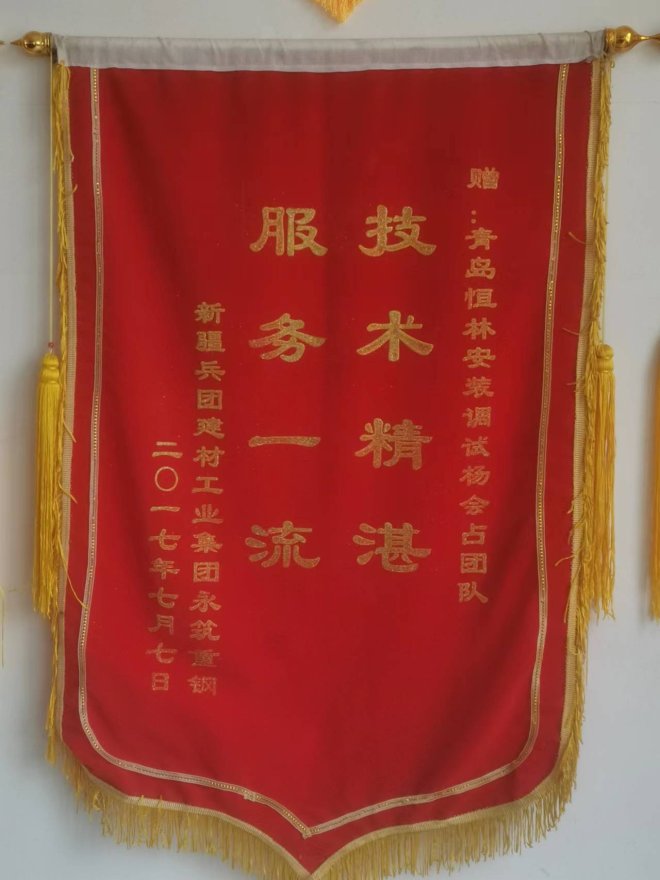 赠:青岛恒林安装调试杨会占团队
技术精湛
服务一流
新疆兵团建材工业集团永筑重钢
二〇一七年七月七日